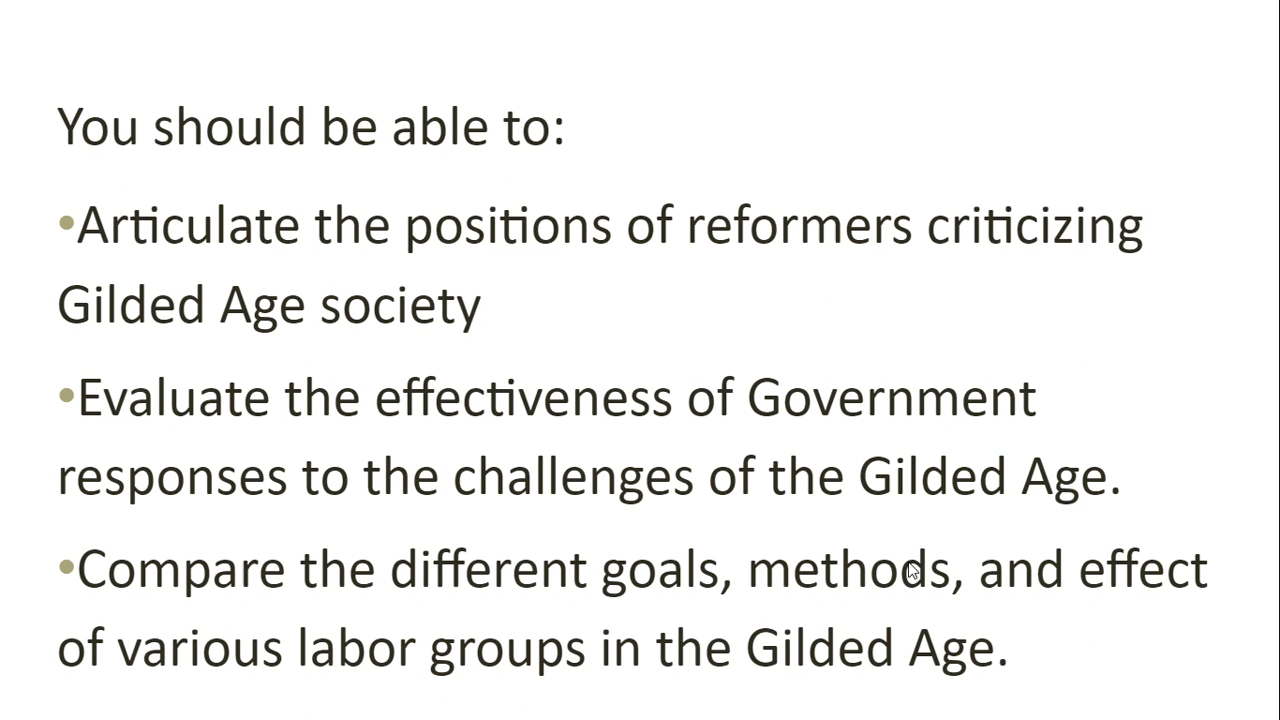 You should be able to:
•Articulate the positions of reformers criticizing
Gilded Age society
•Evaluate the effectiveness of Government
responses to the challenges of the Gilded Age.
•Compare the different goals, methods, and effect
of various labor groups in the Gilded Age.